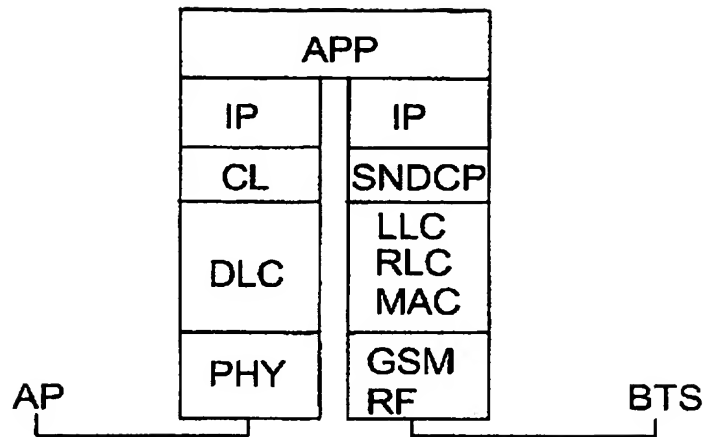 APP
IP IP
CL SNDCP
DLC LLC
RLC
MAC
PHY GSM
RF
AP BTS